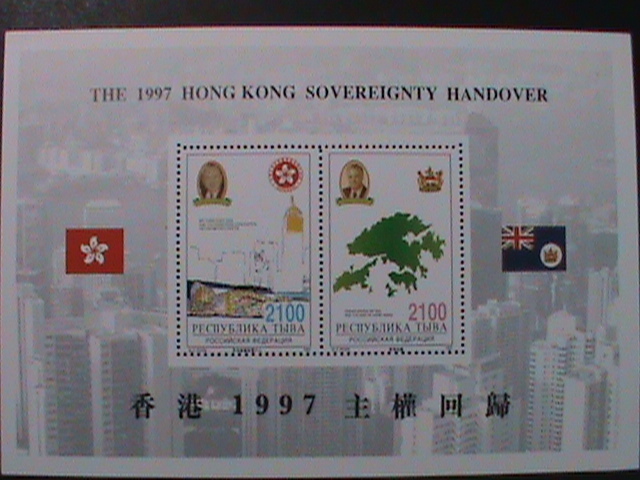 THE 1997 HONG KONG SOVEREIGNTY HANDOVER
2100
РЕСПУБЛИКА ТЫВА
РОССИЙСКАЯ ФЕДЕРАЦИЯ
2100
РЕСПУБЛИКА ТЫВА
РОССИЙСКАЯ ФЕДЕРАЦИЯ
香港 1997 主權回歸